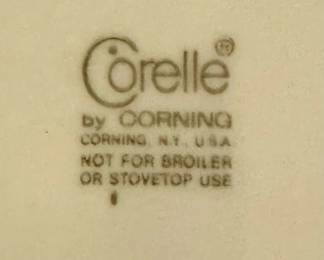 Corelle®
by CORNING
CORNING, N.Y., U.S.A.
NOT FOR BROILER
OR STOVETOP USE